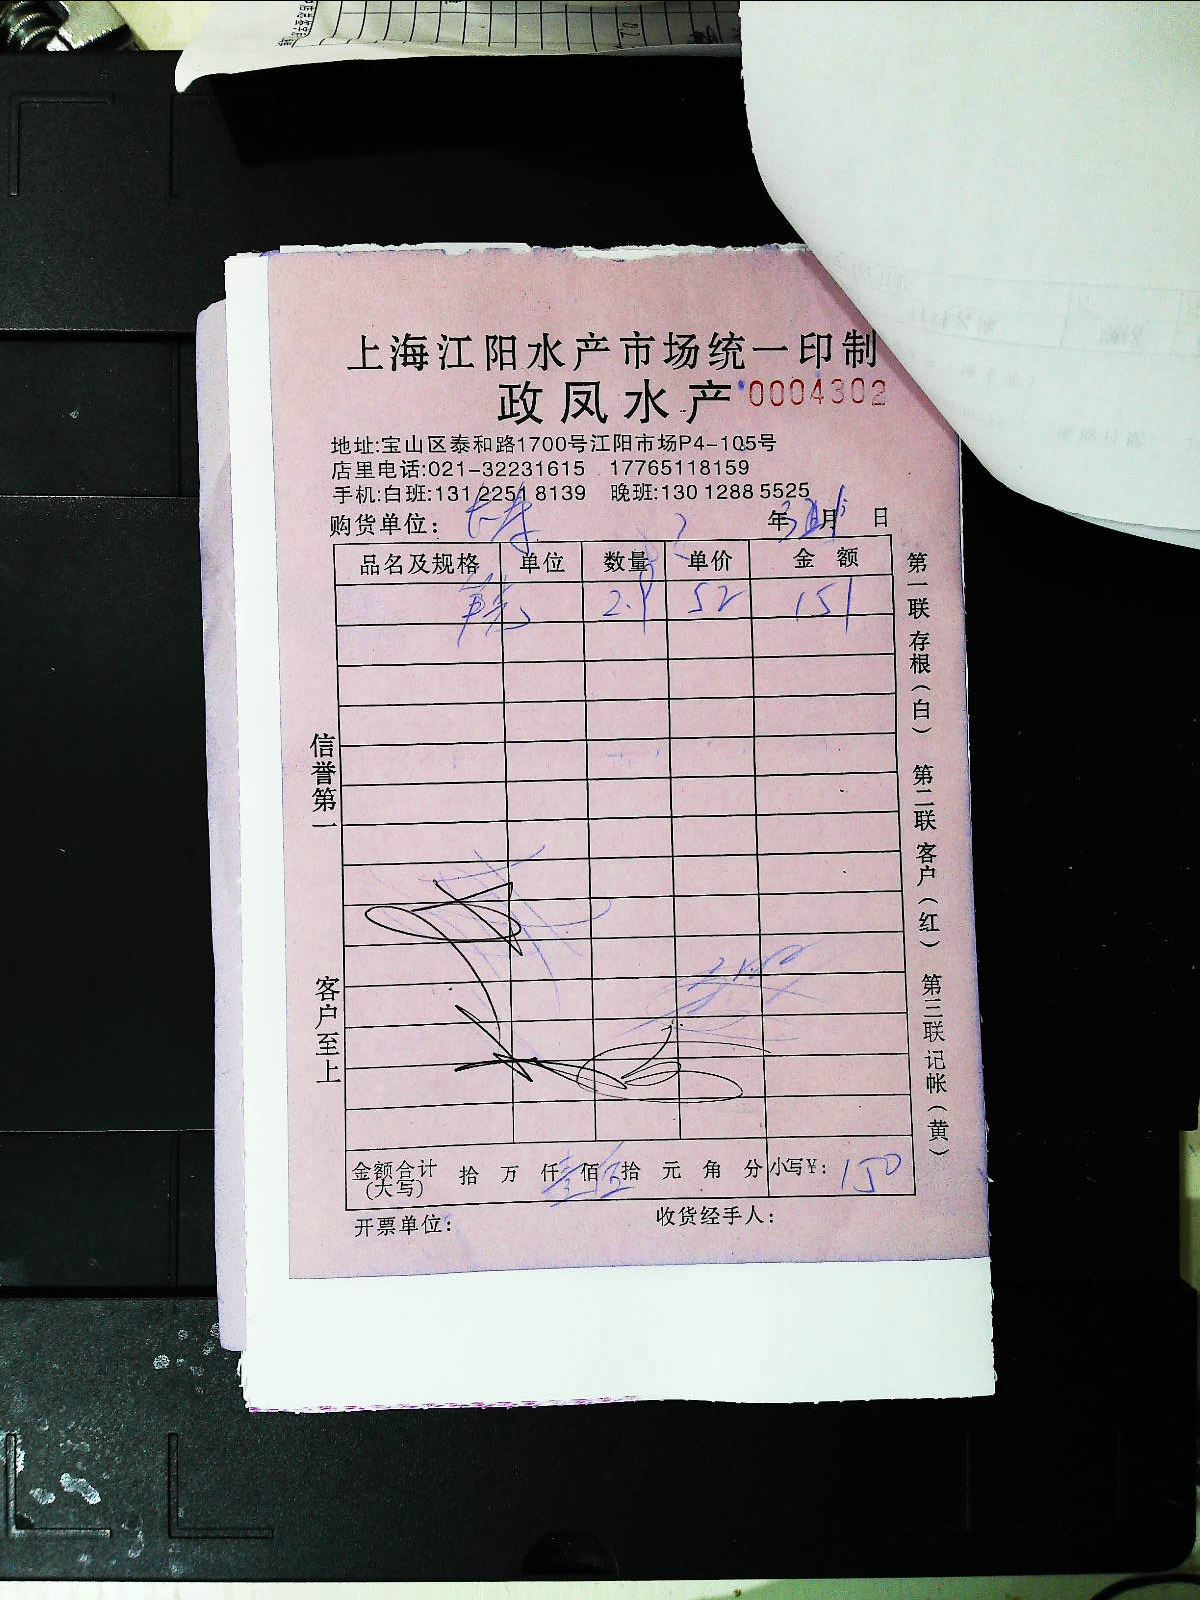 上海江阳水产市场统一印制
政凤水产 0004302
地址:宝山区泰和路1700号江阳市场P4-105号
店里电话:021-32231615 17765118159
手机:白班:131 2251 8139 晚班:130 1288 5525
购货单位: 年 月 日
品名及规格 单位 数量 单价 金额
2.9 52 151
信誉第一
客户至上
第一联 存根(白)
第二联 客户(红)
第三联 记帐(黄)
金额合计(大写) 拾 万 仟 壹 佰 伍 拾 元 角 分 小写¥: 150
开票单位: 收货经手人: